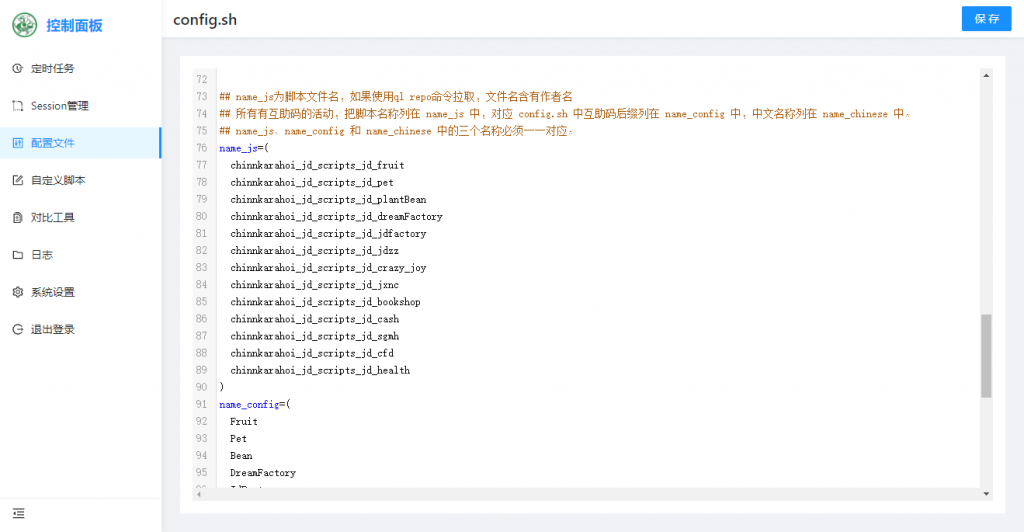 控制面板
config.sh
保存
定时任务
Session管理
配置文件
自定义脚本
对比工具
日志
系统设置
退出登录
72
73 ## name_js为脚本文件名，如果使用ql repo命令拉取，文件名含有作者名
74 ## 所有有互助码的活动，把脚本名称列在 name_js 中，对应 config.sh 中互助码后缀列在 name_config 中，中文名称列在 name_chinese 中。
75 ## name_js、name_config 和 name_chinese 中的三个名称必须一一对应。
76 name_js=(
77 chinnkarahoi_jd_scripts_jd_fruit
78 chinnkarahoi_jd_scripts_jd_pet
79 chinnkarahoi_jd_scripts_jd_plantBean
80 chinnkarahoi_jd_scripts_jd_dreamFactory
81 chinnkarahoi_jd_scripts_jd_jdfactory
82 chinnkarahoi_jd_scripts_jd_jdzz
83 chinnkarahoi_jd_scripts_jd_crazy_joy
84 chinnkarahoi_jd_scripts_jd_jxnc
85 chinnkarahoi_jd_scripts_jd_bookshop
86 chinnkarahoi_jd_scripts_jd_cash
87 chinnkarahoi_jd_scripts_jd_sgmh
88 chinnkarahoi_jd_scripts_jd_cfd
89 chinnkarahoi_jd_scripts_jd_health
90 )
91 name_config=(
92 Fruit
93 Pet
94 Bean
95 DreamFactory